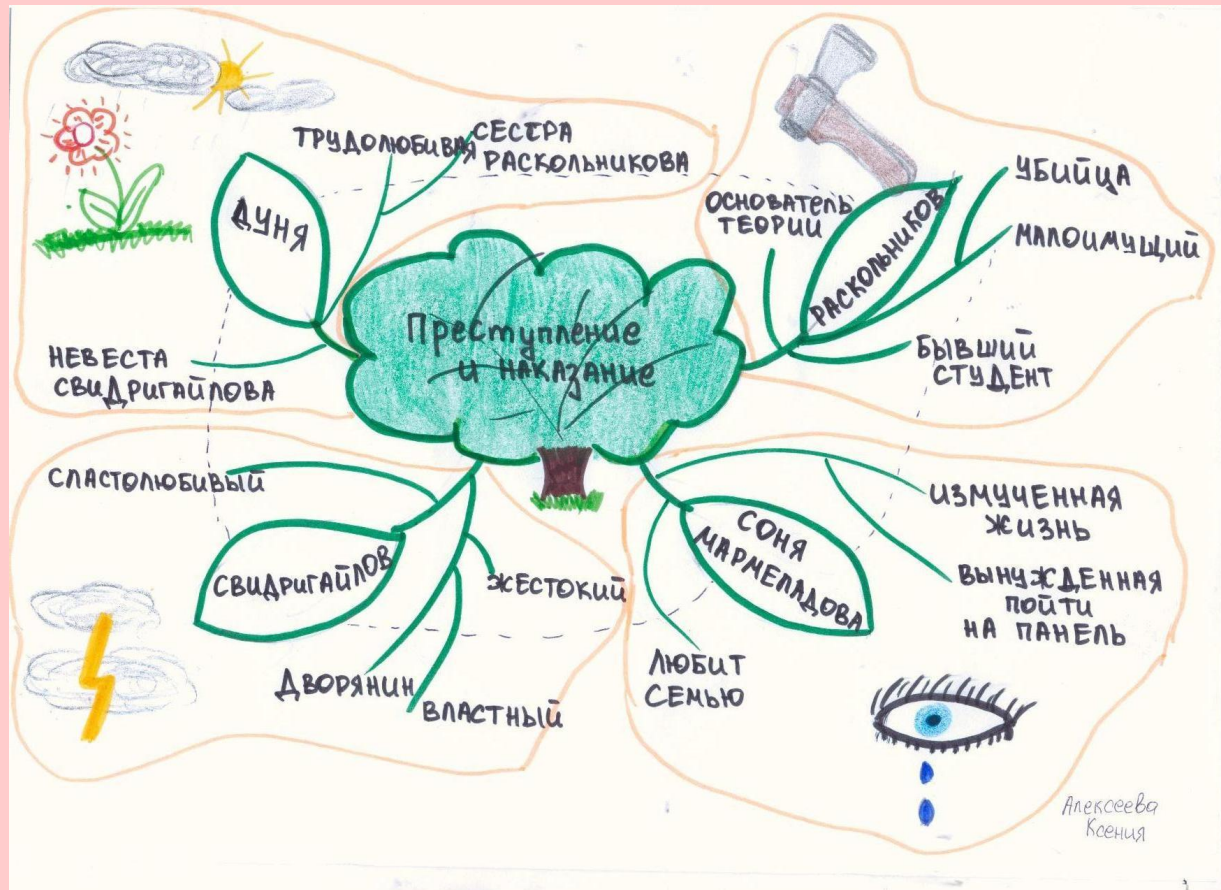 Преступление
и наказание
ДУНЯ
ТРУДОЛЮБИВАЯ
СЕСТРА
РАСКОЛЬНИКОВА
НЕВЕСТА
СВИДРИГАЙЛОВА
РАСКОЛЬНИКОВ
ОСНОВАТЕЛЬ
ТЕОРИИ
УБИЙЦА
МАЛОИМУЩИЙ
БЫВШИЙ
СТУДЕНТ
СВИДРИГАЙЛОВ
СЛАСТОЛЮБИВЫЙ
ЖЕСТОКИЙ
ДВОРЯНИН
ВЛАСТНЫЙ
СОНЯ
МАРМЕЛАДОВА
ИЗМУЧЕННАЯ
ЖИЗНЬ
ВЫНУЖДЕННАЯ
ПОЙТИ
НА ПАНЕЛЬ
ЛЮБИТ
СЕМЬЮ
Алексеева
Ксения